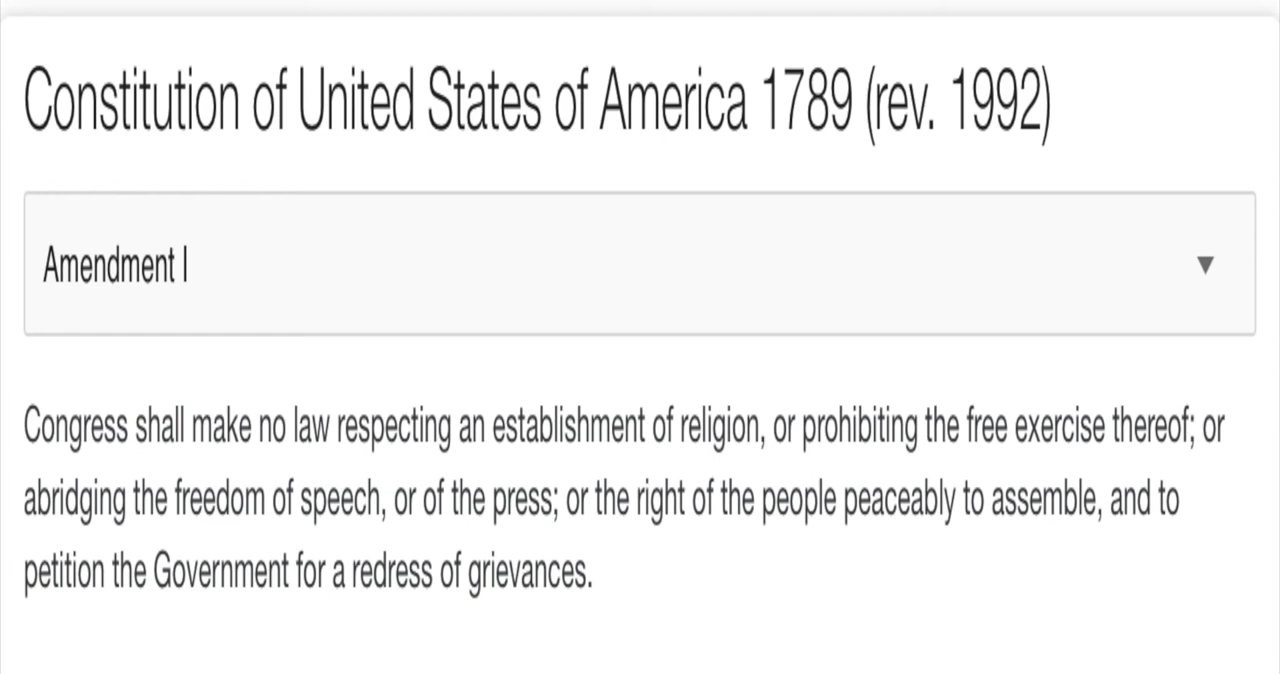 Constitution of United States of America 1789 (rev. 1992)
Amendment I
Congress shall make no law respecting an establishment of religion, or prohibiting the free exercise thereof; or
abridging the freedom of speech, or of the press; or the right of the people peaceably to assemble, and to
petition the Government for a redress of grievances.